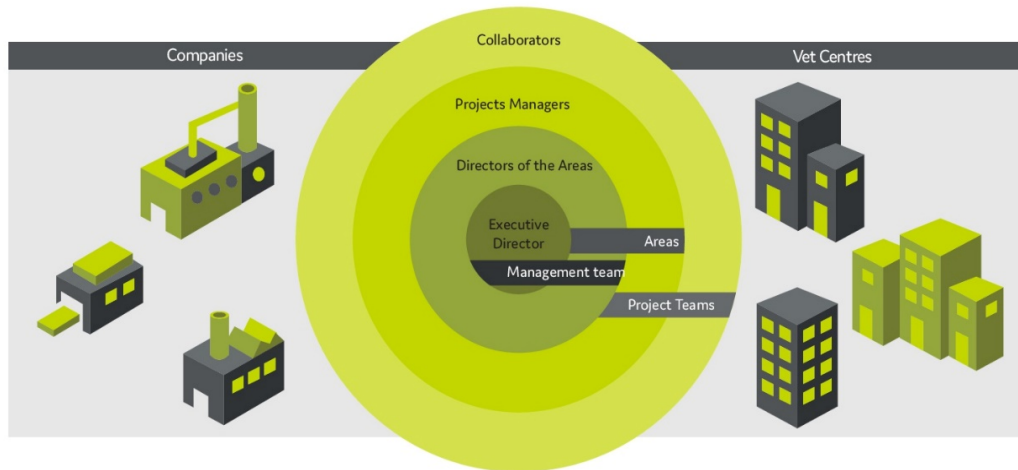 Collaborators
Companies
Vet Centres
Projects Managers
Directors of the Areas
Executive
Director
Areas
Management team
Project Teams